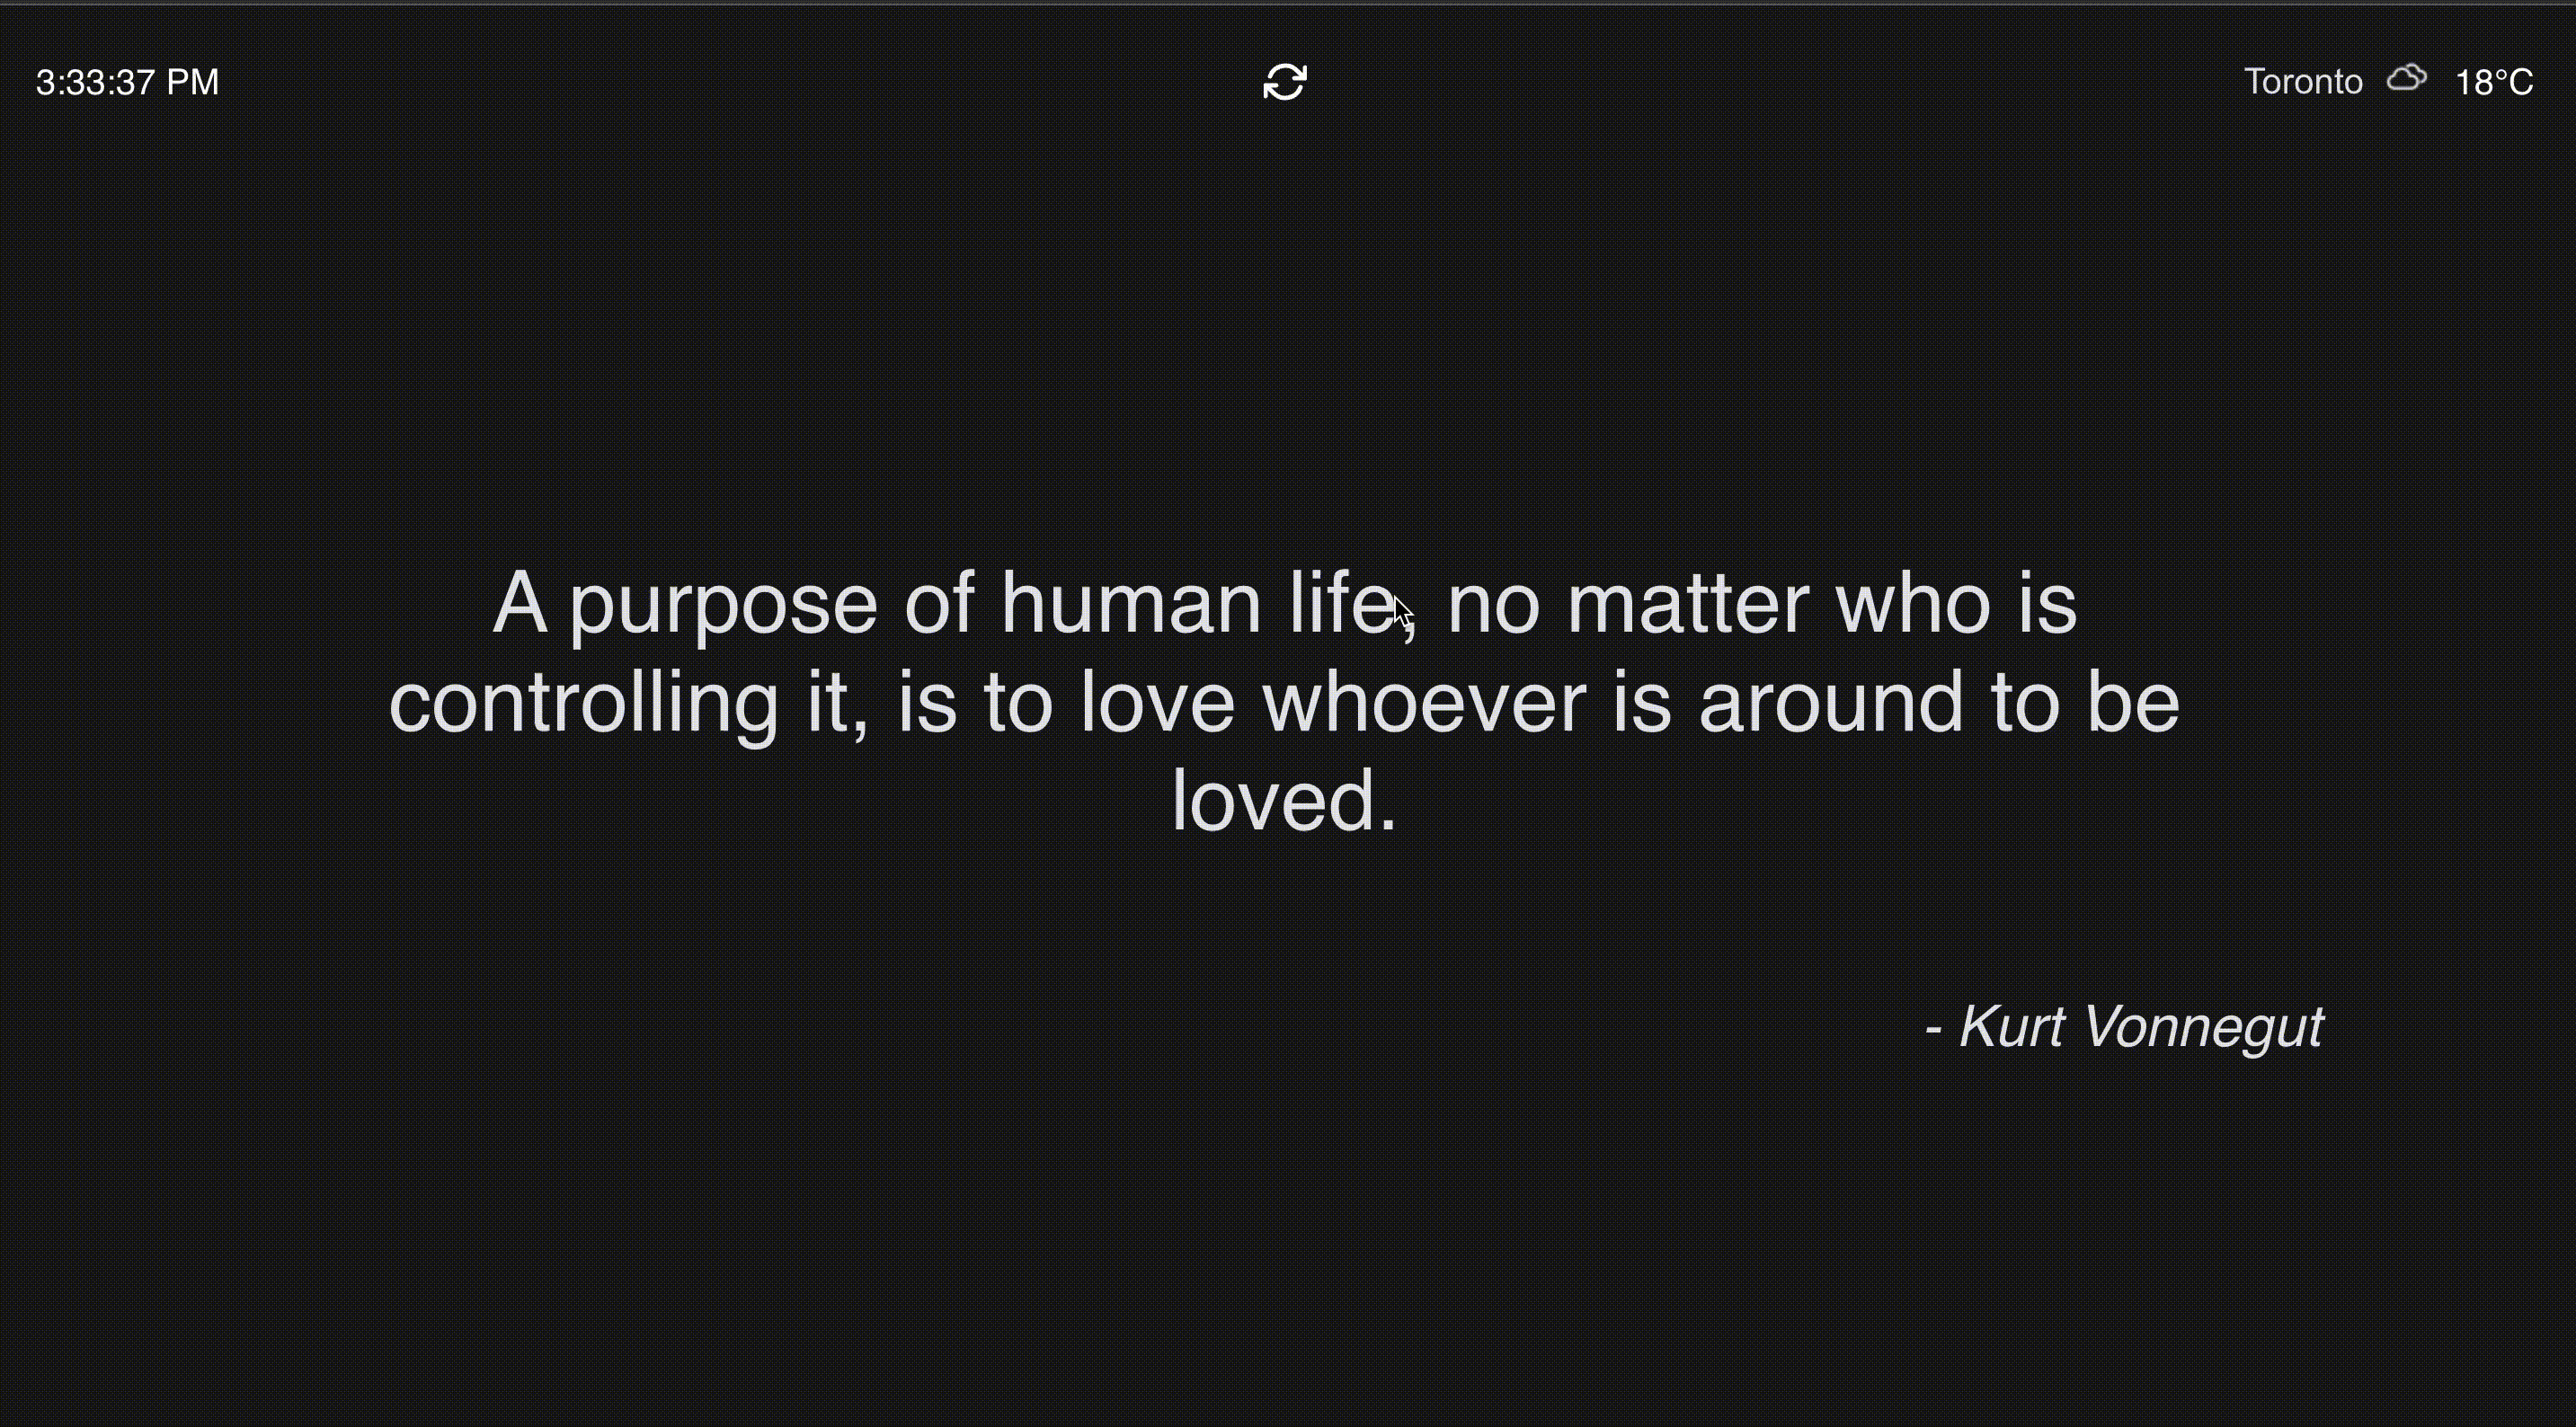 3:33:37 PM
Toronto 18°C
A purpose of human life, no matter who is
controlling it, is to love whoever is around to be
loved.
- Kurt Vonnegut